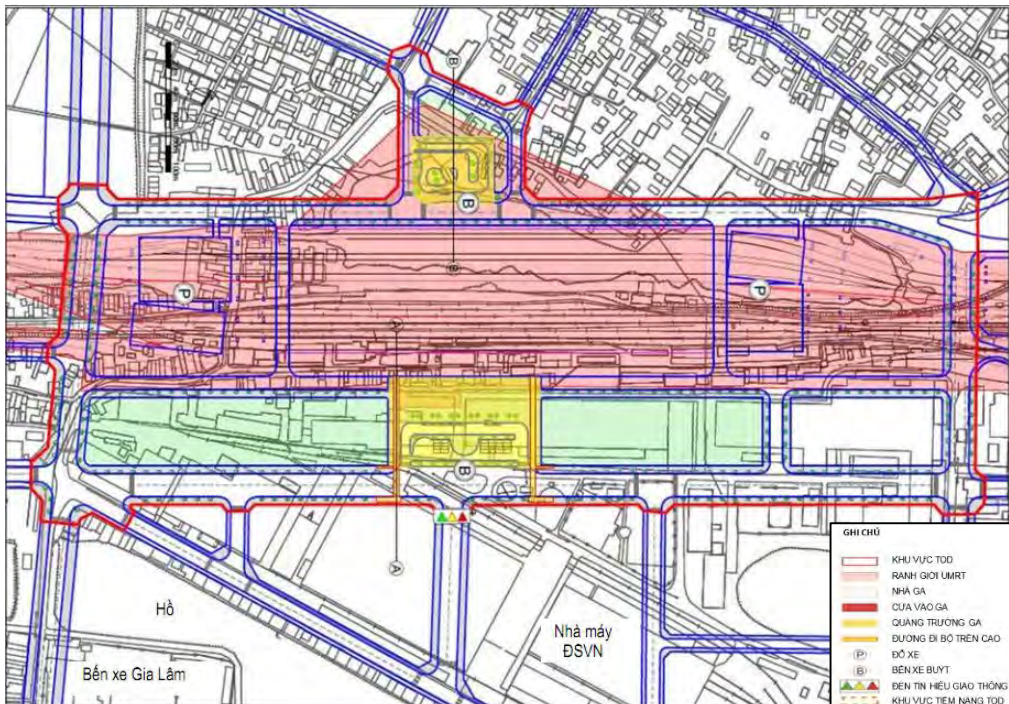 B
B
B
P
P
A
B
A
Hồ
Nhà máy
ĐSVN
Bến xe Gia Lâm
GHI CHÚ
KHU VỰC TOD
RANH GIỚI UMRT
NHÀ GA
CỬA VÀO GA
QUẢNG TRƯỜNG GA
ĐƯỜNG ĐI BỘ TRÊN CAO
P ĐỖ XE
B BẾN XE BUÝT
ĐÈN TÍN HIỆU GIAO THÔNG
KHU VỰC TIỀM NĂNG TOD